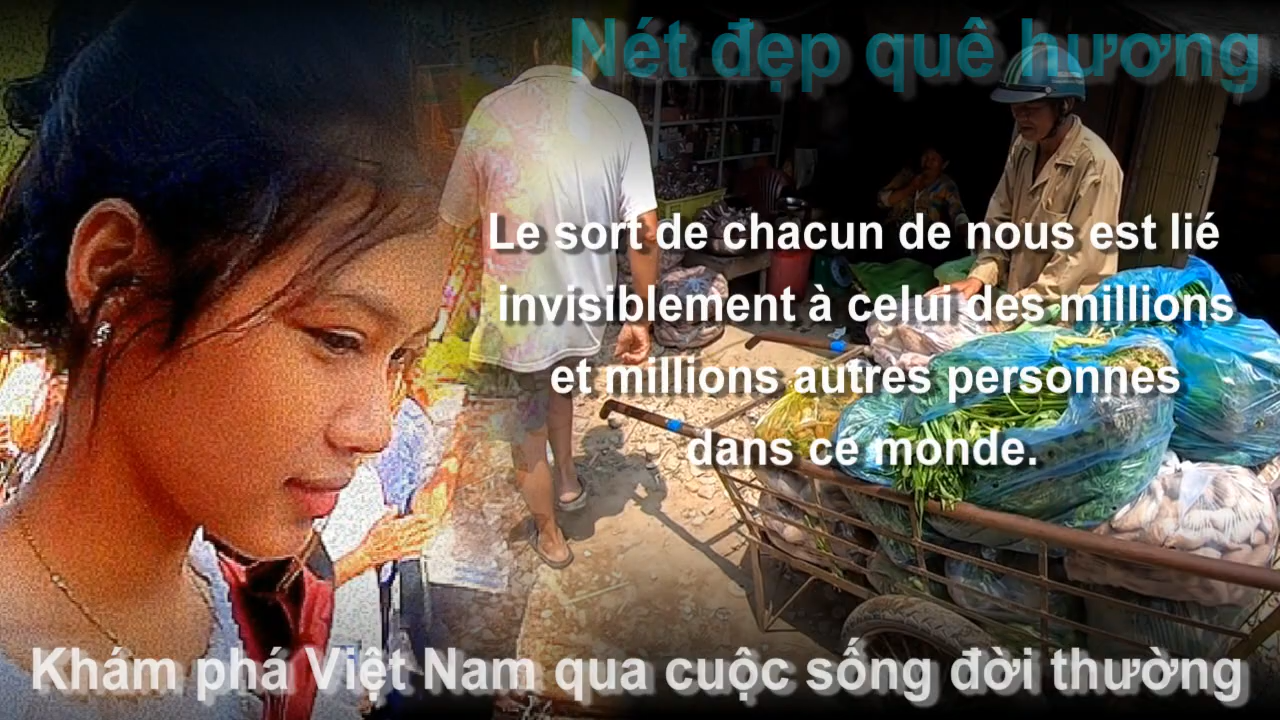 Nét đẹp quê hương
Le sort de chacun de nous est lié
invisiblement à celui des millions
et millions autres personnes
dans ce monde.
Khám phá Việt Nam qua cuộc sống đời thường